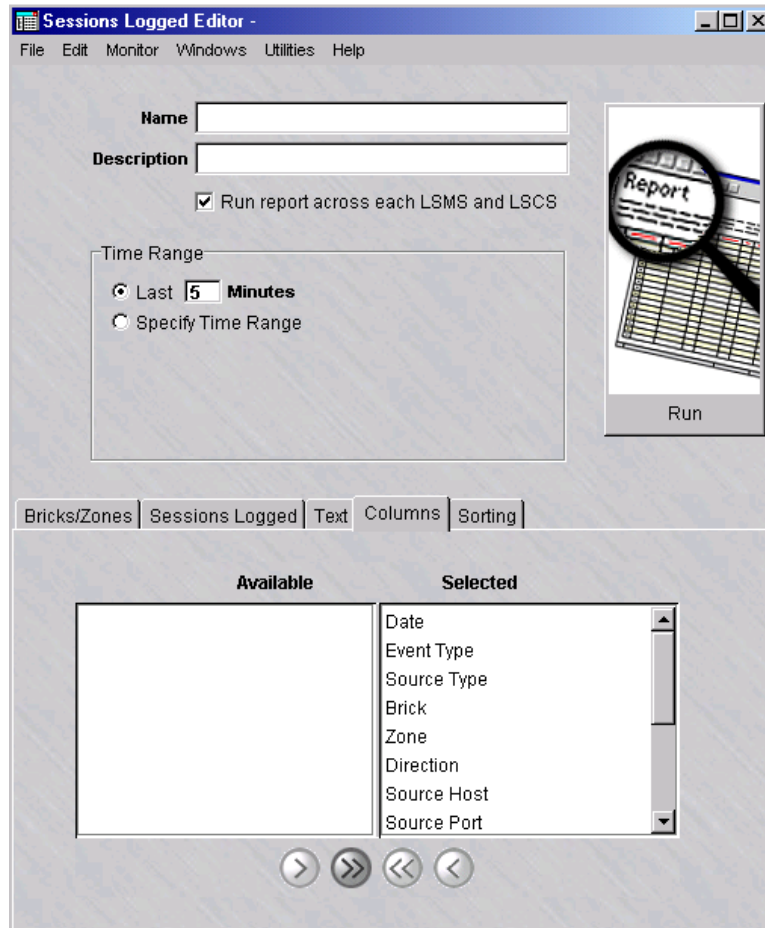 Sessions Logged Editor -
File Edit Monitor Windows Utilities Help
Name
Description
Run report across each LSMS and LSCS
Report
Time Range
Last 5 Minutes
Specify Time Range
Run
Bricks/Zones Sessions Logged Text Columns Sorting
Available Selected
Date
Event Type
Source Type
Brick
Zone
Direction
Source Host
Source Port